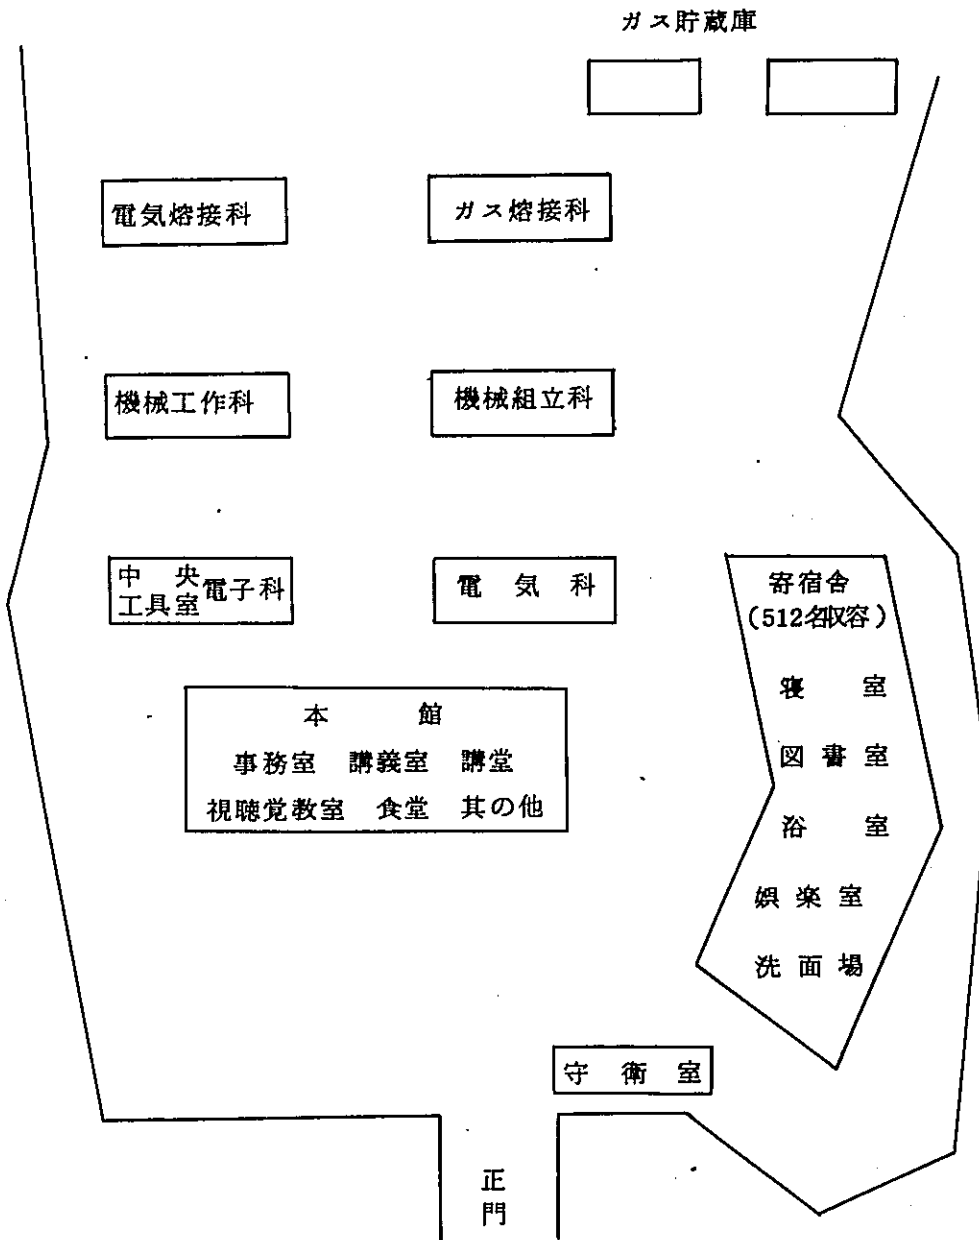 ガス貯蔵庫
電気熔接科
ガス熔接科
機械工作科
機械組立科
中央
工具室
電子科
電気科
寄宿舎
(512名収容)
寝室
図書室
浴室
娯楽室
洗面場
本館
事務室 講義室 講堂
視聴覚教室 食堂 其の他
守衛室
正門